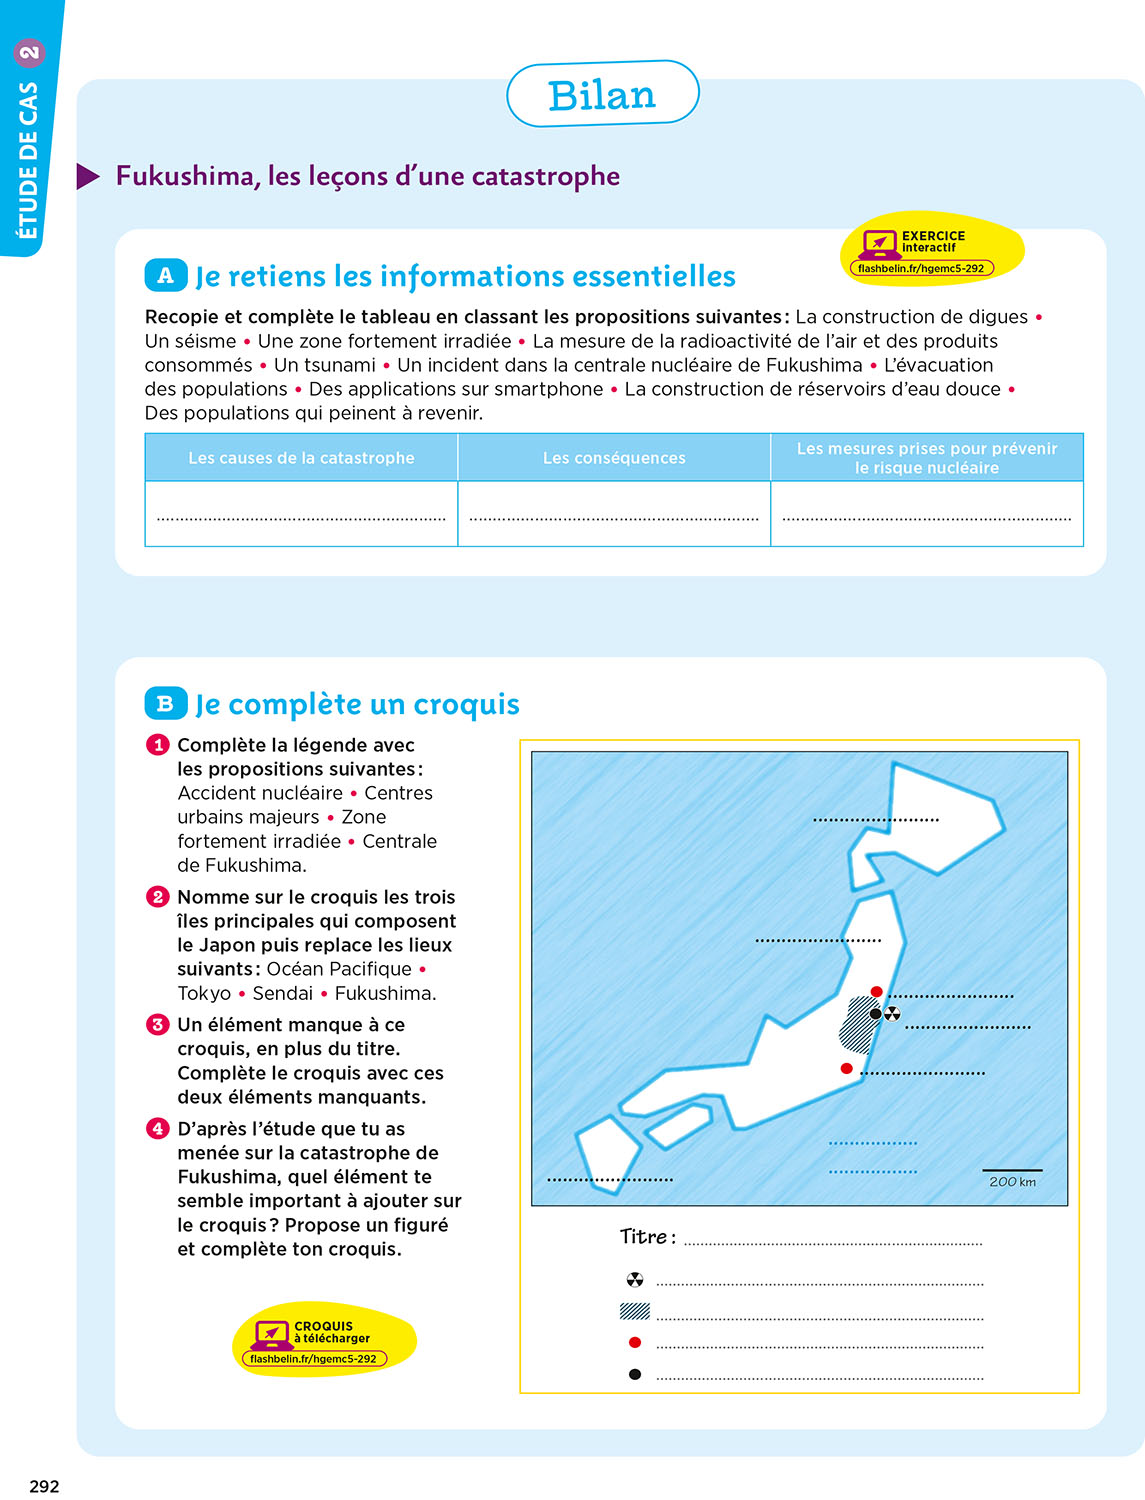 ÉTUDE DE CAS 2
Bilan
Fukushima, les leçons d'une catastrophe
EXERCICE
interactif
flashbelin.fr/hgemc5-292
A Je retiens les informations essentielles
Recopie et complète le tableau en classant les propositions suivantes : La construction de digues •
Un séisme • Une zone fortement irradiée • La mesure de la radioactivité de l'air et des produits
consommés • Un tsunami • Un incident dans la centrale nucléaire de Fukushima • L'évacuation
des populations • Des applications sur smartphone • La construction de réservoirs d'eau douce •
Des populations qui peinent à revenir.
Les causes de la catastrophe
Les conséquences
Les mesures prises pour prévenir
le risque nucléaire
B Je complète un croquis
1 Complète la légende avec
les propositions suivantes :
Accident nucléaire • Centres
urbains majeurs • Zone
fortement irradiée • Centrale
de Fukushima.
2 Nomme sur le croquis les trois
îles principales qui composent
le Japon puis replace les lieux
suivants : Océan Pacifique •
Tokyo • Sendai • Fukushima.
3 Un élément manque à ce
croquis, en plus du titre.
Complète le croquis avec ces
deux éléments manquants.
4 D'après l'étude que tu as
menée sur la catastrophe de
Fukushima, quel élément te
semble important à ajouter sur
le croquis ? Propose un figuré
et complète ton croquis.
CROQUIS
à télécharger
flashbelin.fr/hgemc5-292
200 km
Titre :
292